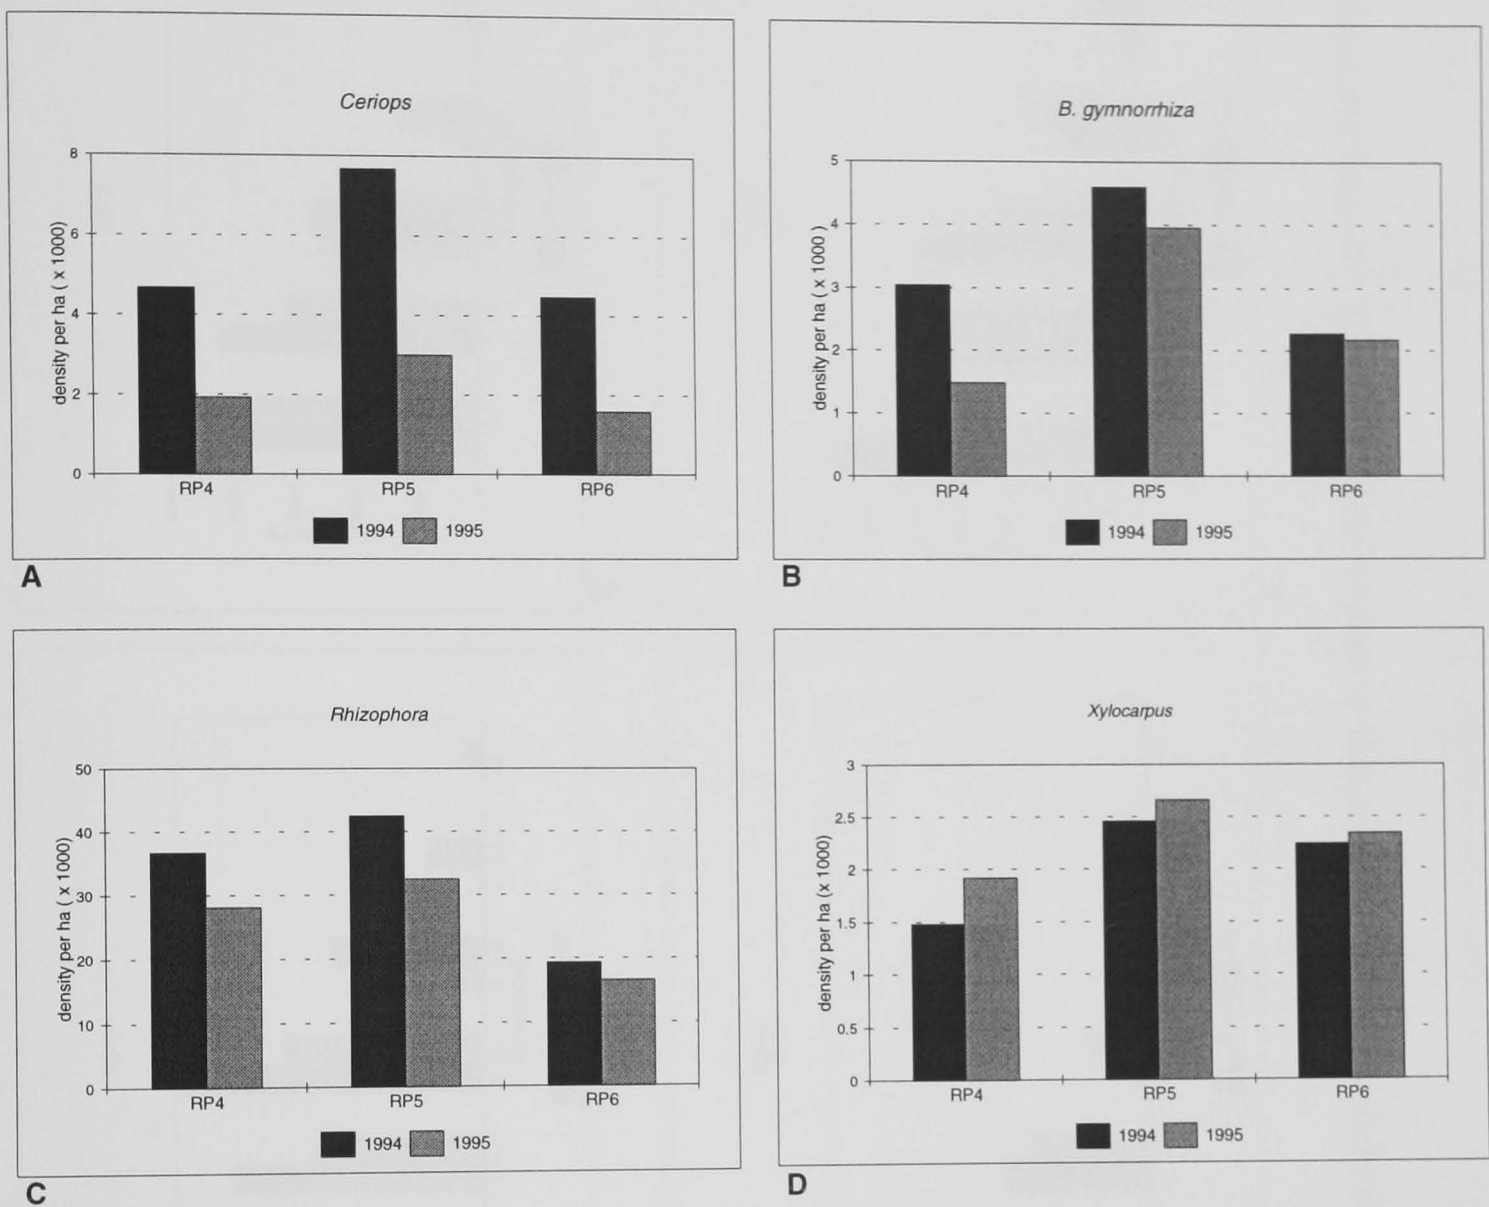 Ceriops
8
6
4
2
0
density per ha ( x 1000)
RP4 RP5 RP6
1994 1995
A
B. gymnorrhiza
5
4
3
2
1
0
density per ha ( x 1000 )
RP4 RP5 RP6
1994 1995
B
Rhizophora
50
40
30
20
10
0
density per ha ( x 1000)
RP4 RP5 RP6
1994 1995
C
Xylocarpus
3
2.5
2
1.5
1
0.5
0
density per ha (x 1000)
RP4 RP5 RP6
1994 1995
D